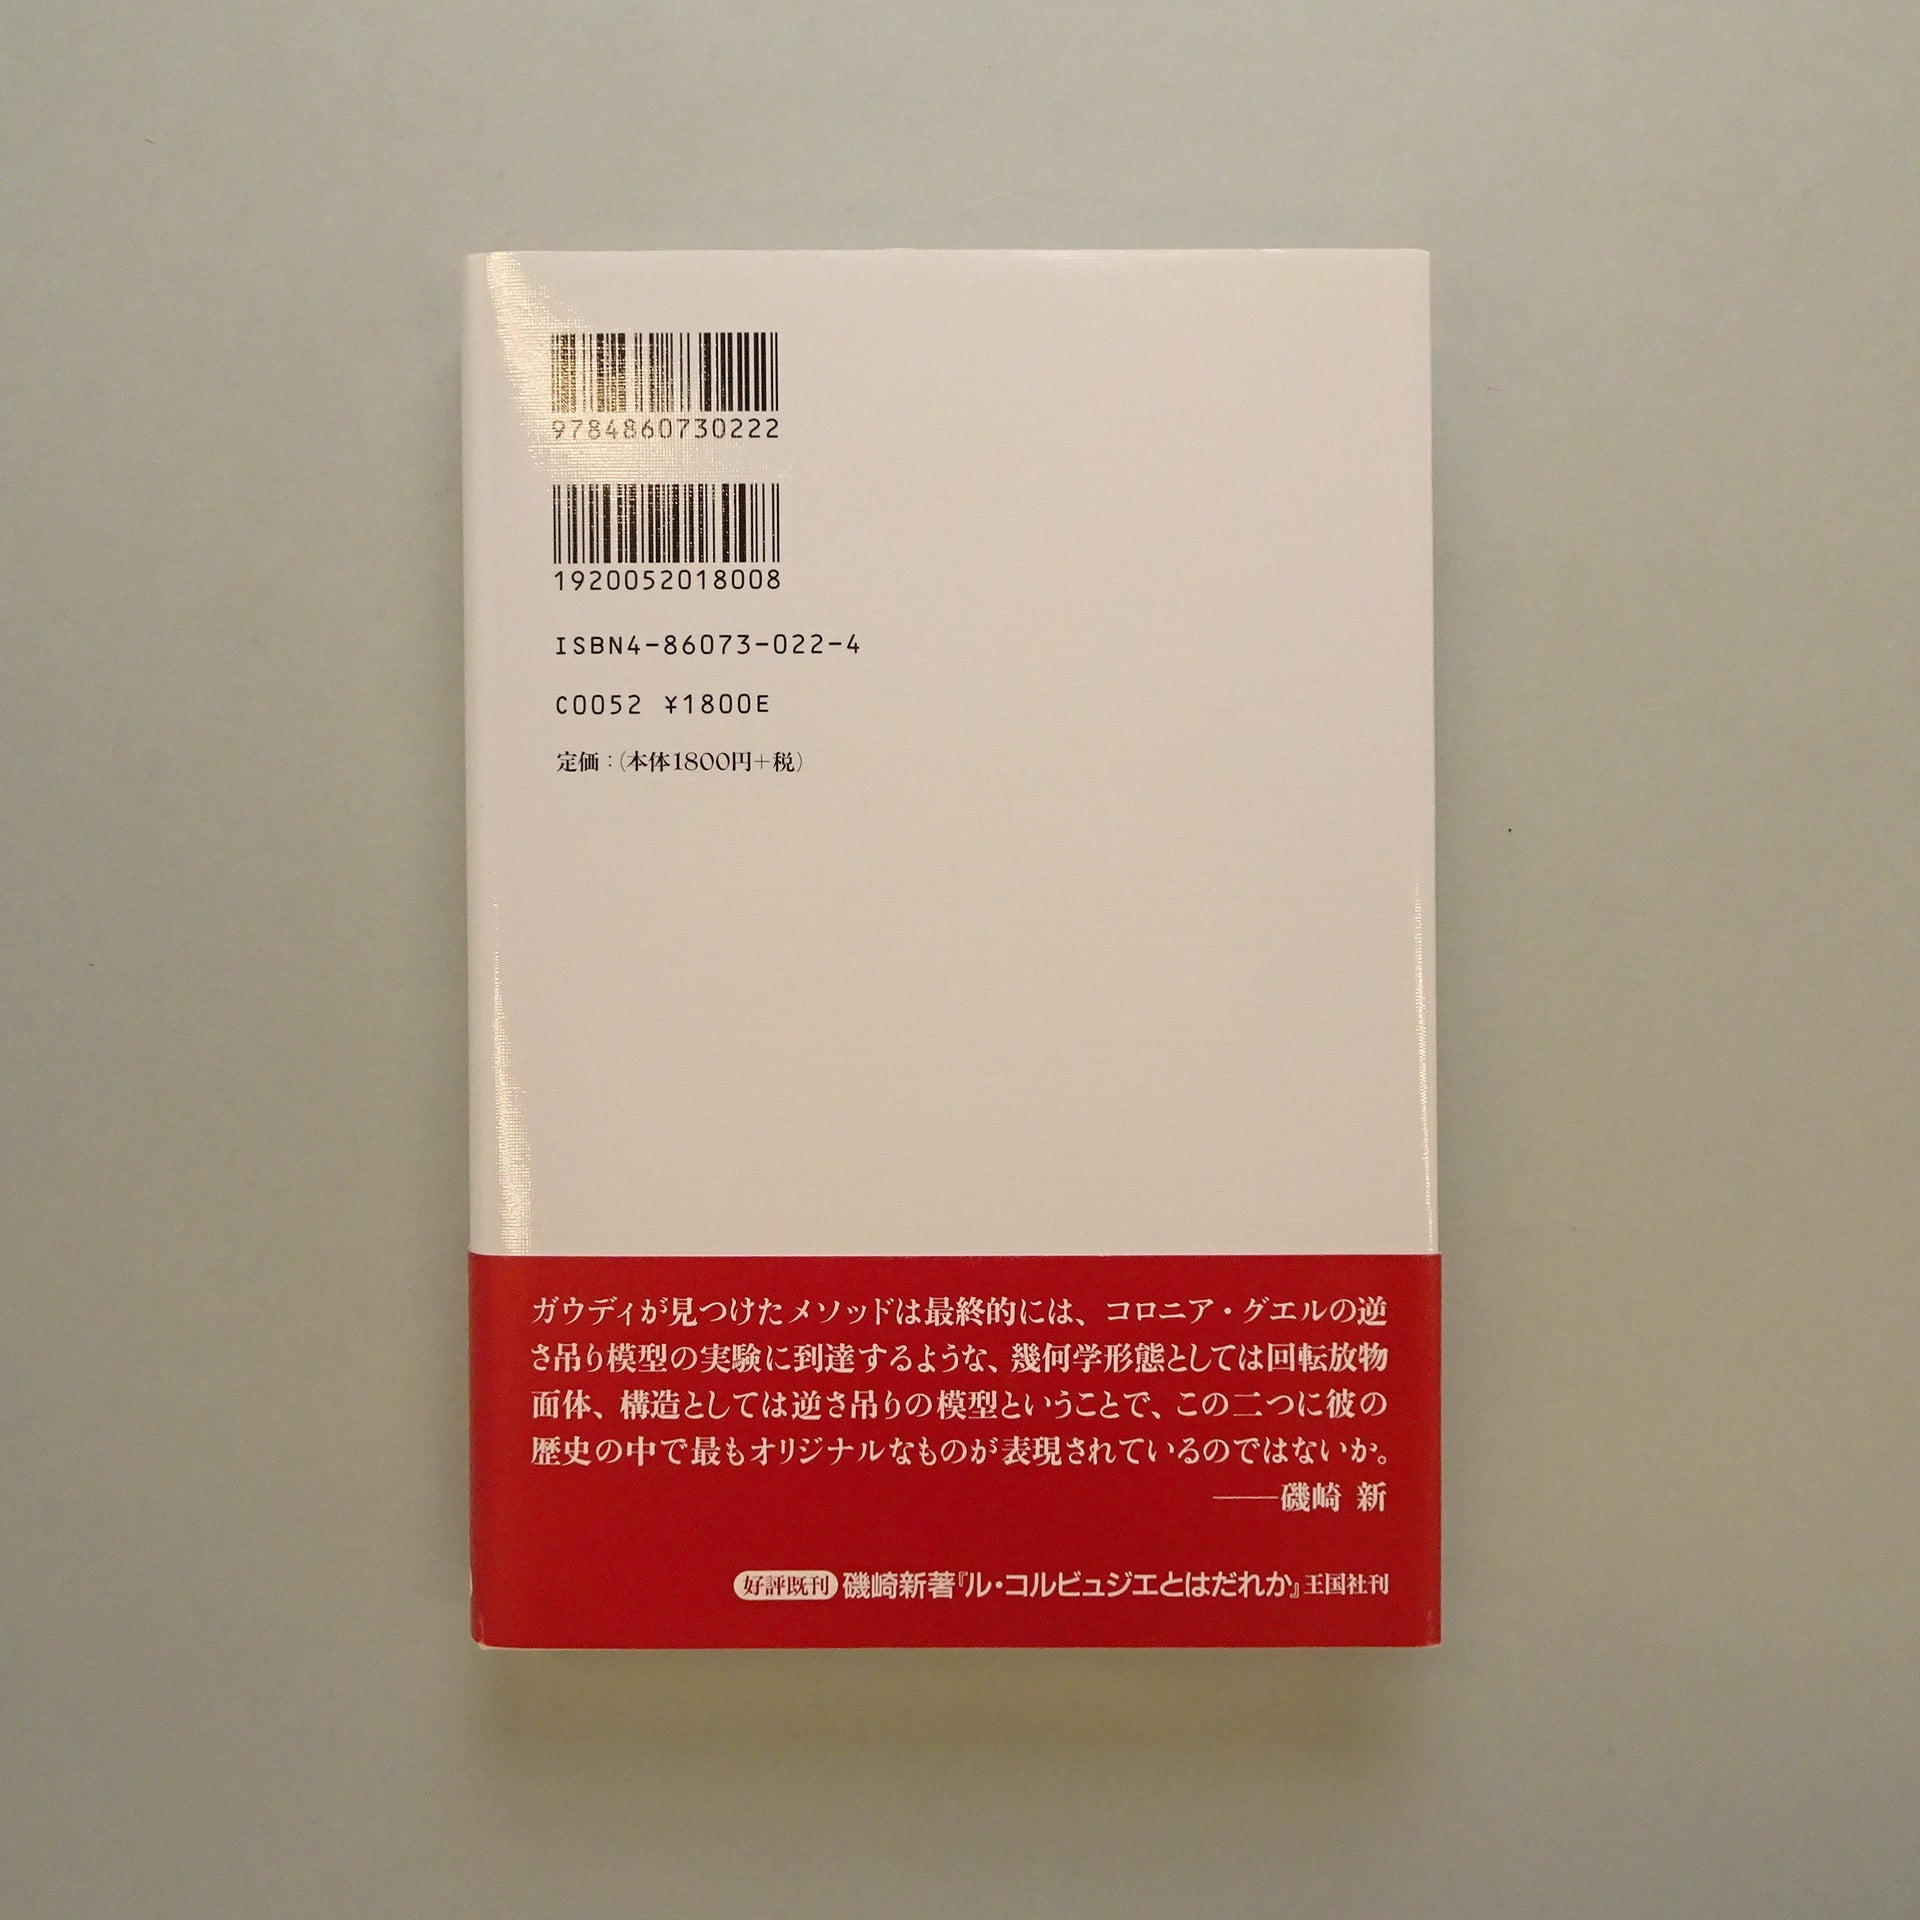 9784860730222
1920052018008
ISBN4-86073-022-4
C0052 ¥1800E
定価：（本体1800円＋税）
ガウディが見つけたメソッドは最終的には、コロニア・グエルの逆
さ吊り模型の実験に到達するような、幾何学形態としては回転放物
面体、構造としては逆さ吊りの模型ということで、この二つに彼の
歴史の中で最もオリジナルなものが表現されているのではないか。
――磯崎 新
好評既刊 磯崎新著『ル・コルビュジエとはだれか』王国社刊